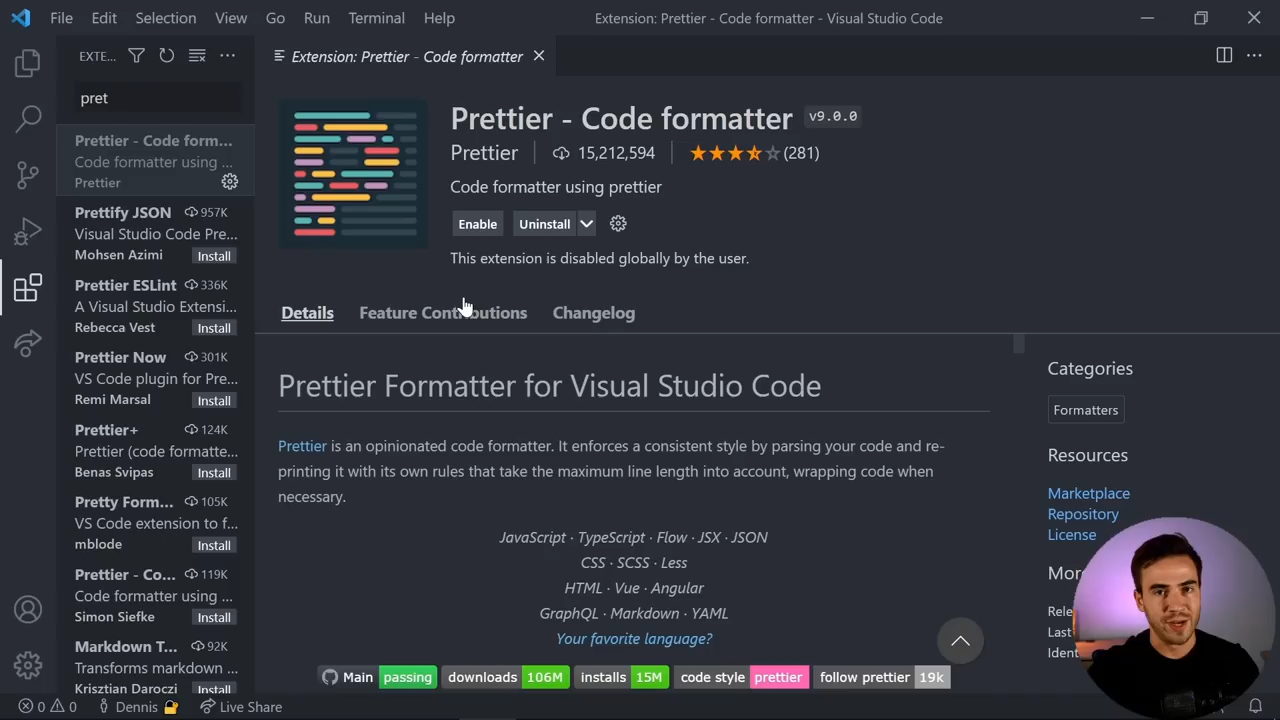 File Edit Selection View Go Run Terminal Help
Extension: Prettier - Code formatter - Visual Studio Code
EXTE...
Extension: Prettier - Code formatter
pret
Prettier - Code form...
Code formatter using ...
Prettier
Prettify JSON 957K
Visual Studio Code Pre...
Mohsen Azimi Install
Prettier ESLint 336K
A Visual Studio Extensi...
Rebecca Vest Install
Prettier Now 301K
VS Code plugin for Pre...
Remi Marsal Install
Prettier+ 124K
Prettier (code formatte...
Benas Svipas Install
Pretty Form... 105K
VS Code extension to f...
mblode Install
Prettier - Co... 119K
Code formatter using ...
Simon Siefke Install
Markdown T... 92K
Transforms markdown ...
Krisztian Daroczi Install
Prettier - Code formatter v9.0.0
Prettier 15,212,594 (281)
Code formatter using prettier
Enable Uninstall
This extension is disabled globally by the user.
Details Feature Contributions Changelog
Prettier Formatter for Visual Studio Code
Prettier is an opinionated code formatter. It enforces a consistent style by parsing your code and re-
printing it with its own rules that take the maximum line length into account, wrapping code when
necessary.
JavaScript · TypeScript · Flow · JSX · JSON
CSS · SCSS · Less
HTML · Vue · Angular
GraphQL · Markdown · YAML
Your favorite language?
Main passing downloads 106M installs 15M code style prettier follow prettier 19k
Categories
Formatters
Resources
Marketplace
Repository
License
Last
0 0 Dennis Live Share